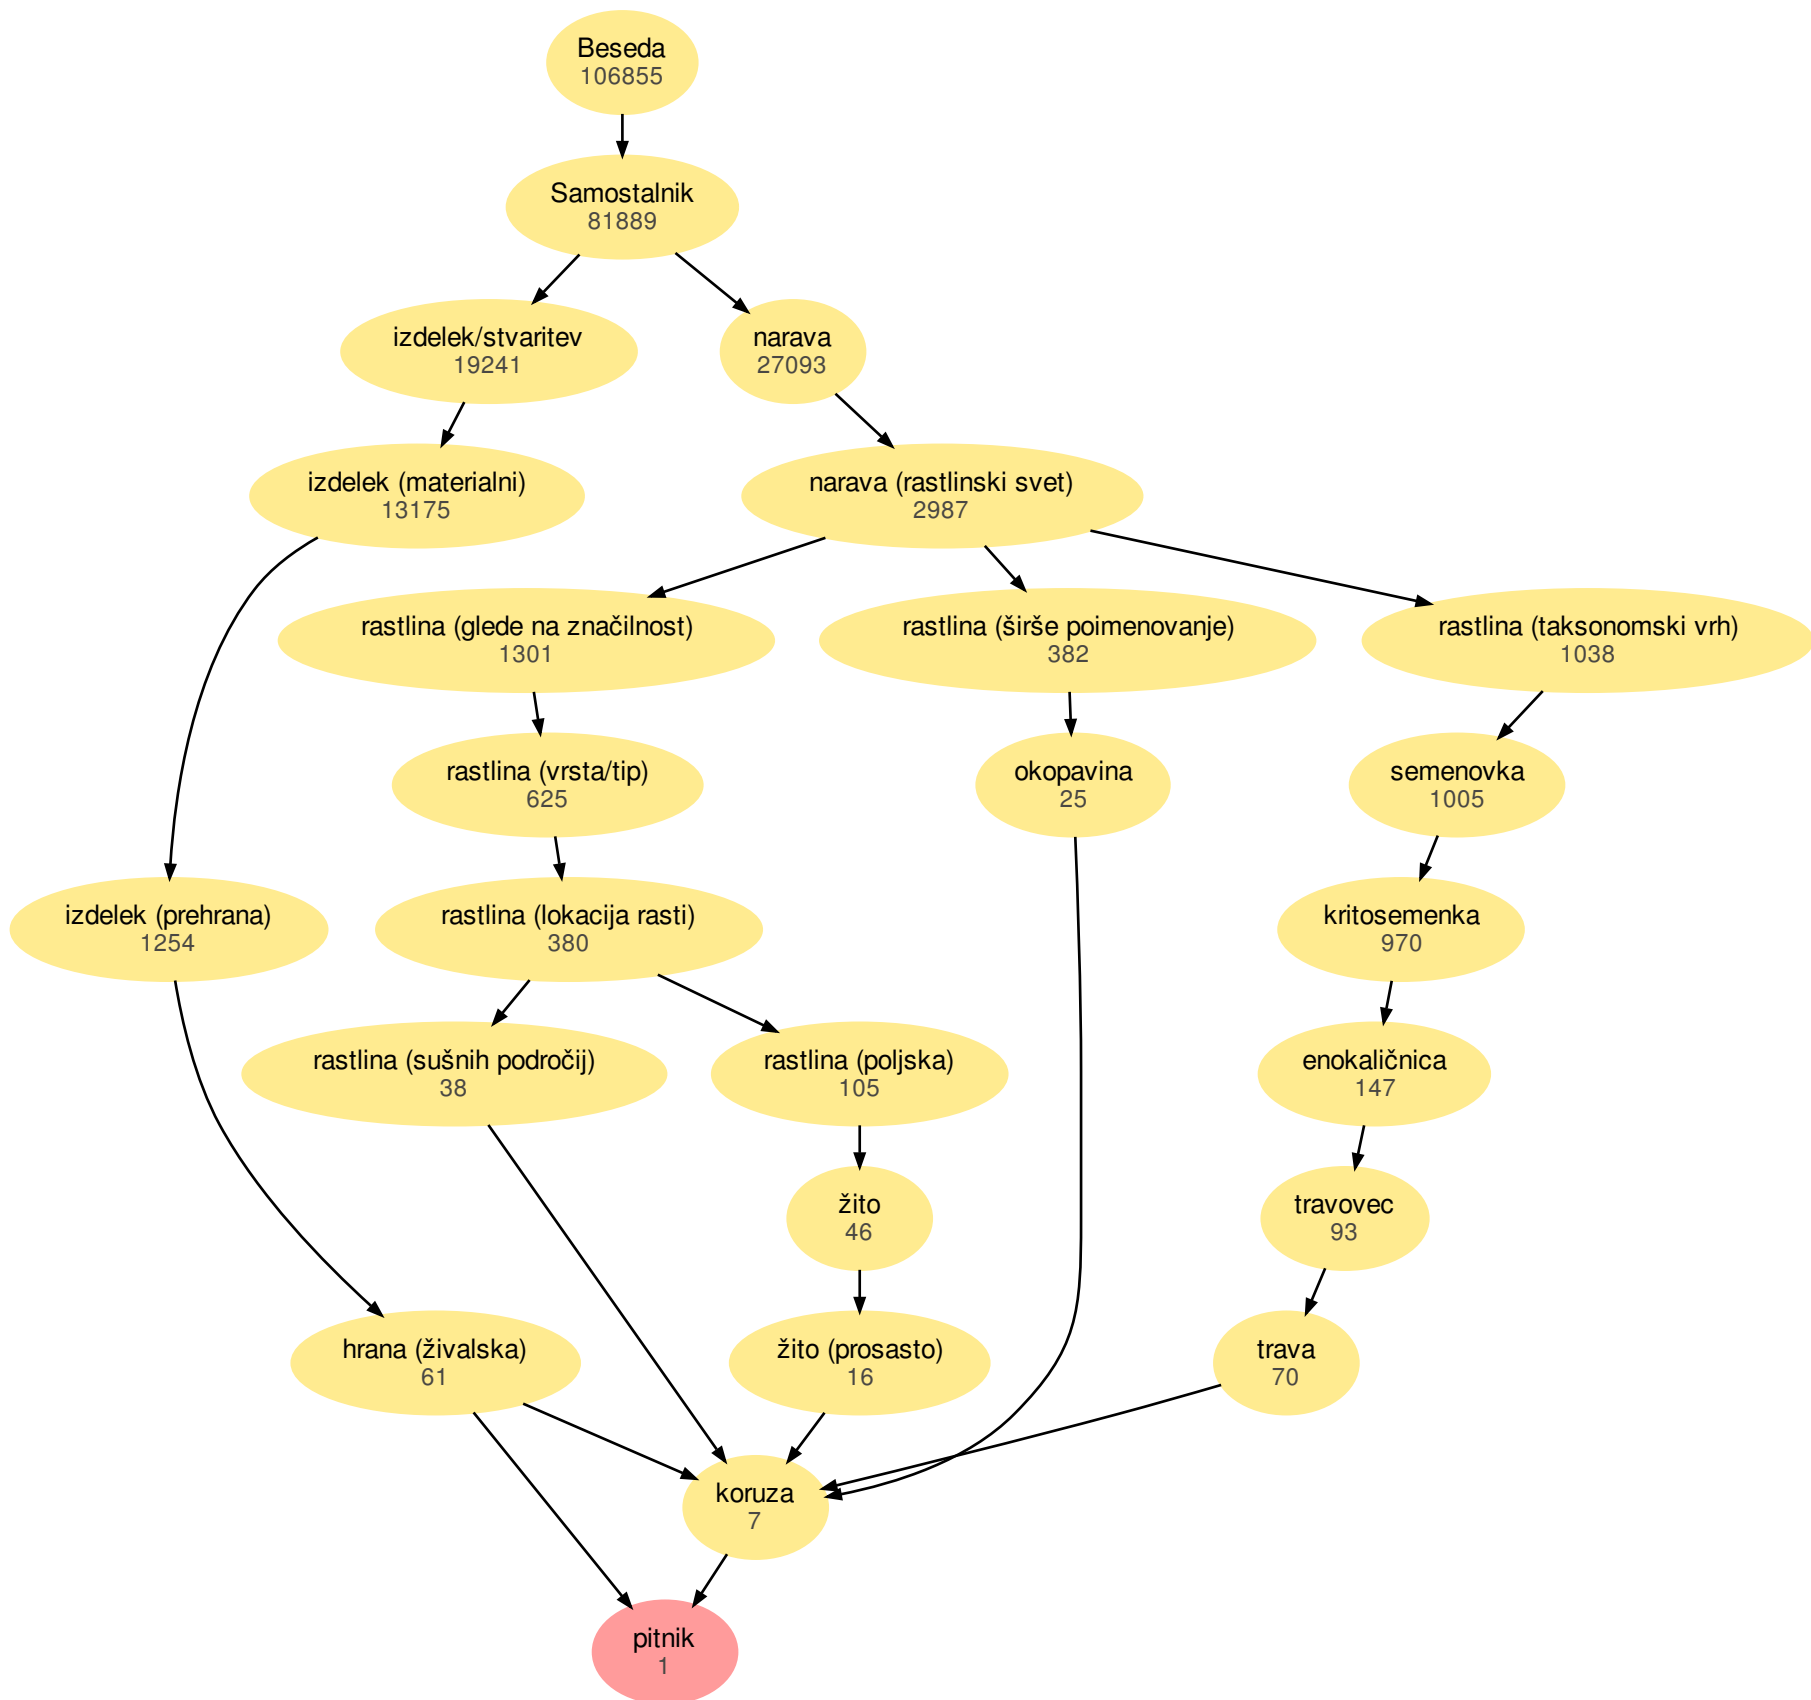 Beseda
106855
Samostalnik
81889
izdelek/stvaritev
19241
narava
27093
izdelek (materialni)
13175
narava (rastlinski svet)
2987
rastlina (glede na značilnost)
1301
rastlina (širše poimenovanje)
382
rastlina (taksonomski vrh)
1038
rastlina (vrsta/tip)
625
okopavina
25
semenovka
1005
izdelek (prehrana)
1254
rastlina (lokacija rasti)
380
kritosemenka
970
rastlina (sušnih področij)
38
rastlina (poljska)
105
enokaličnica
147
žito
46
travovec
93
hrana (živalska)
61
žito (prosasto)
16
trava
70
koruza
7
pitnik
1